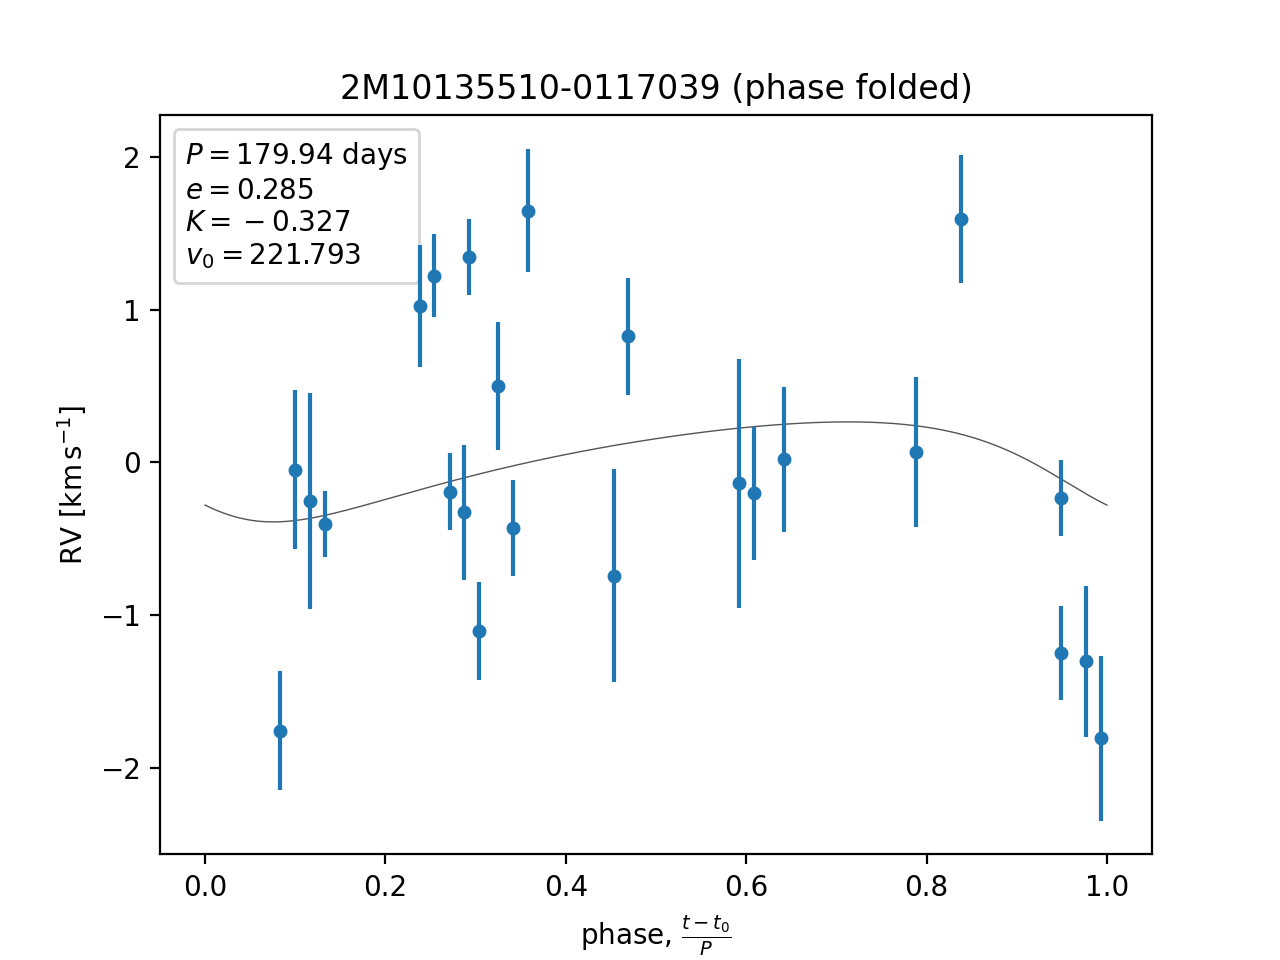 2M10135510-0117039 (phase folded)
P = 179.94 days
e = 0.285
K = −0.327
v₀ = 221.793
2
1
0
−1
−2
RV [km s⁻¹]
0.0 0.2 0.4 0.6 0.8 1.0
phase, (t − t₀)/P